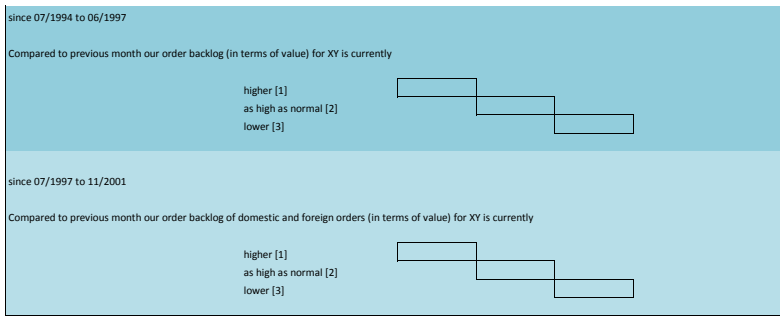 since 07/1994 to 06/1997
Compared to previous month our order backlog (in terms of value) for XY is currently
higher [1]
as high as normal [2]
lower [3]
since 07/1997 to 11/2001
Compared to previous month our order backlog of domestic and foreign orders (in terms of value) for XY is currently
higher [1]
as high as normal [2]
lower [3]